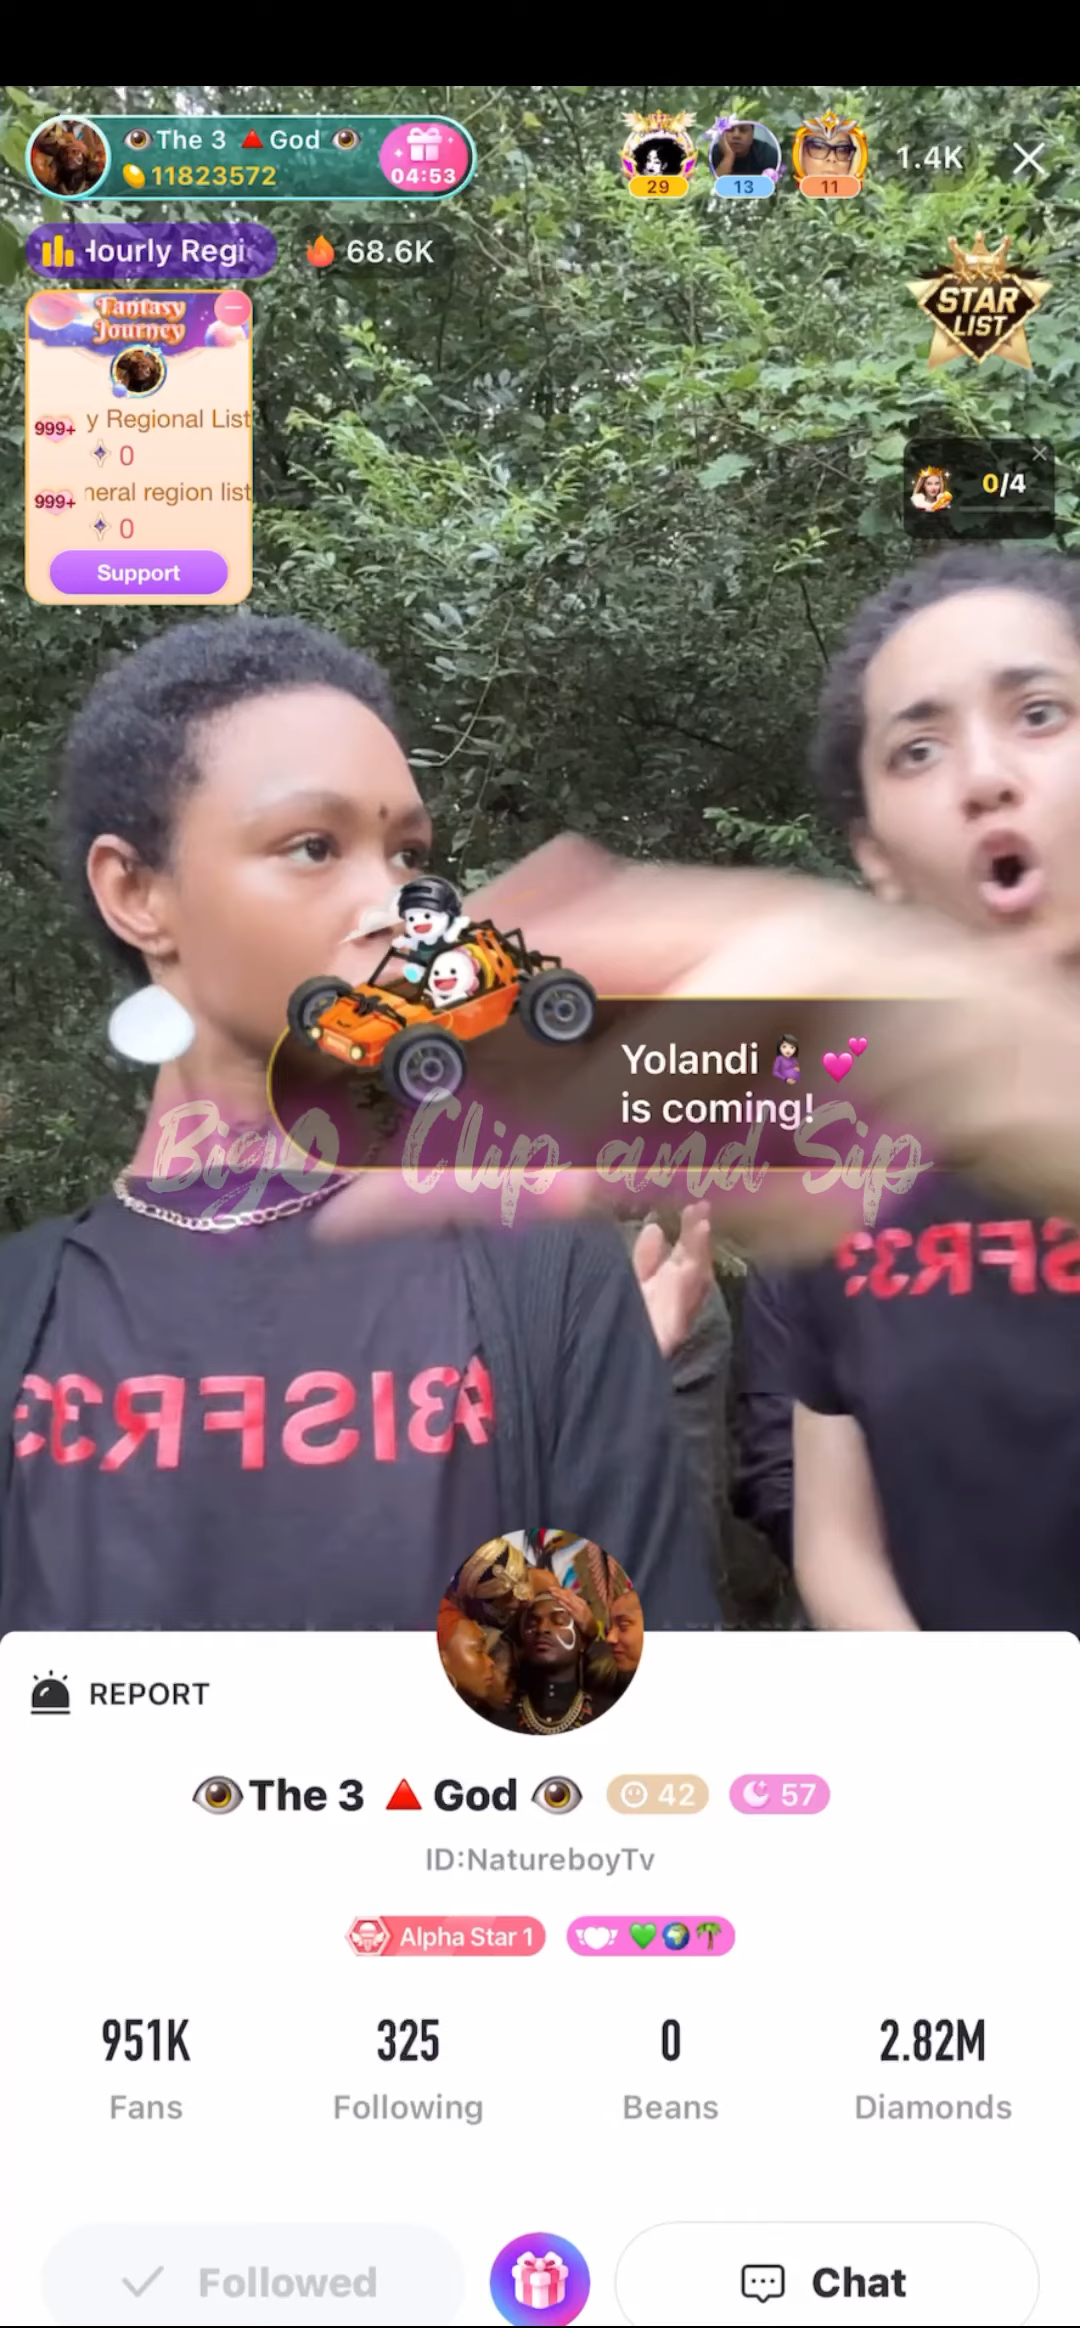 👁The 3 🔺God 👁
11823572
04:53
29
13
11
1.4K
Hourly Regi
68.6K
STAR
LIST
Fantasy
Journey
999+
y Regional List
0
999+
neral region list
0
Support
0/4
Yolandi 🤰🏻 💕
is coming!
BigO Clip and Sip
ABISFR33
SFR33
REPORT
👁The 3 🔺God 👁
42
57
ID:NatureboyTv
Alpha Star 1
💚🌍🌴
951K
325
0
2.82M
Fans
Following
Beans
Diamonds
Followed
Chat